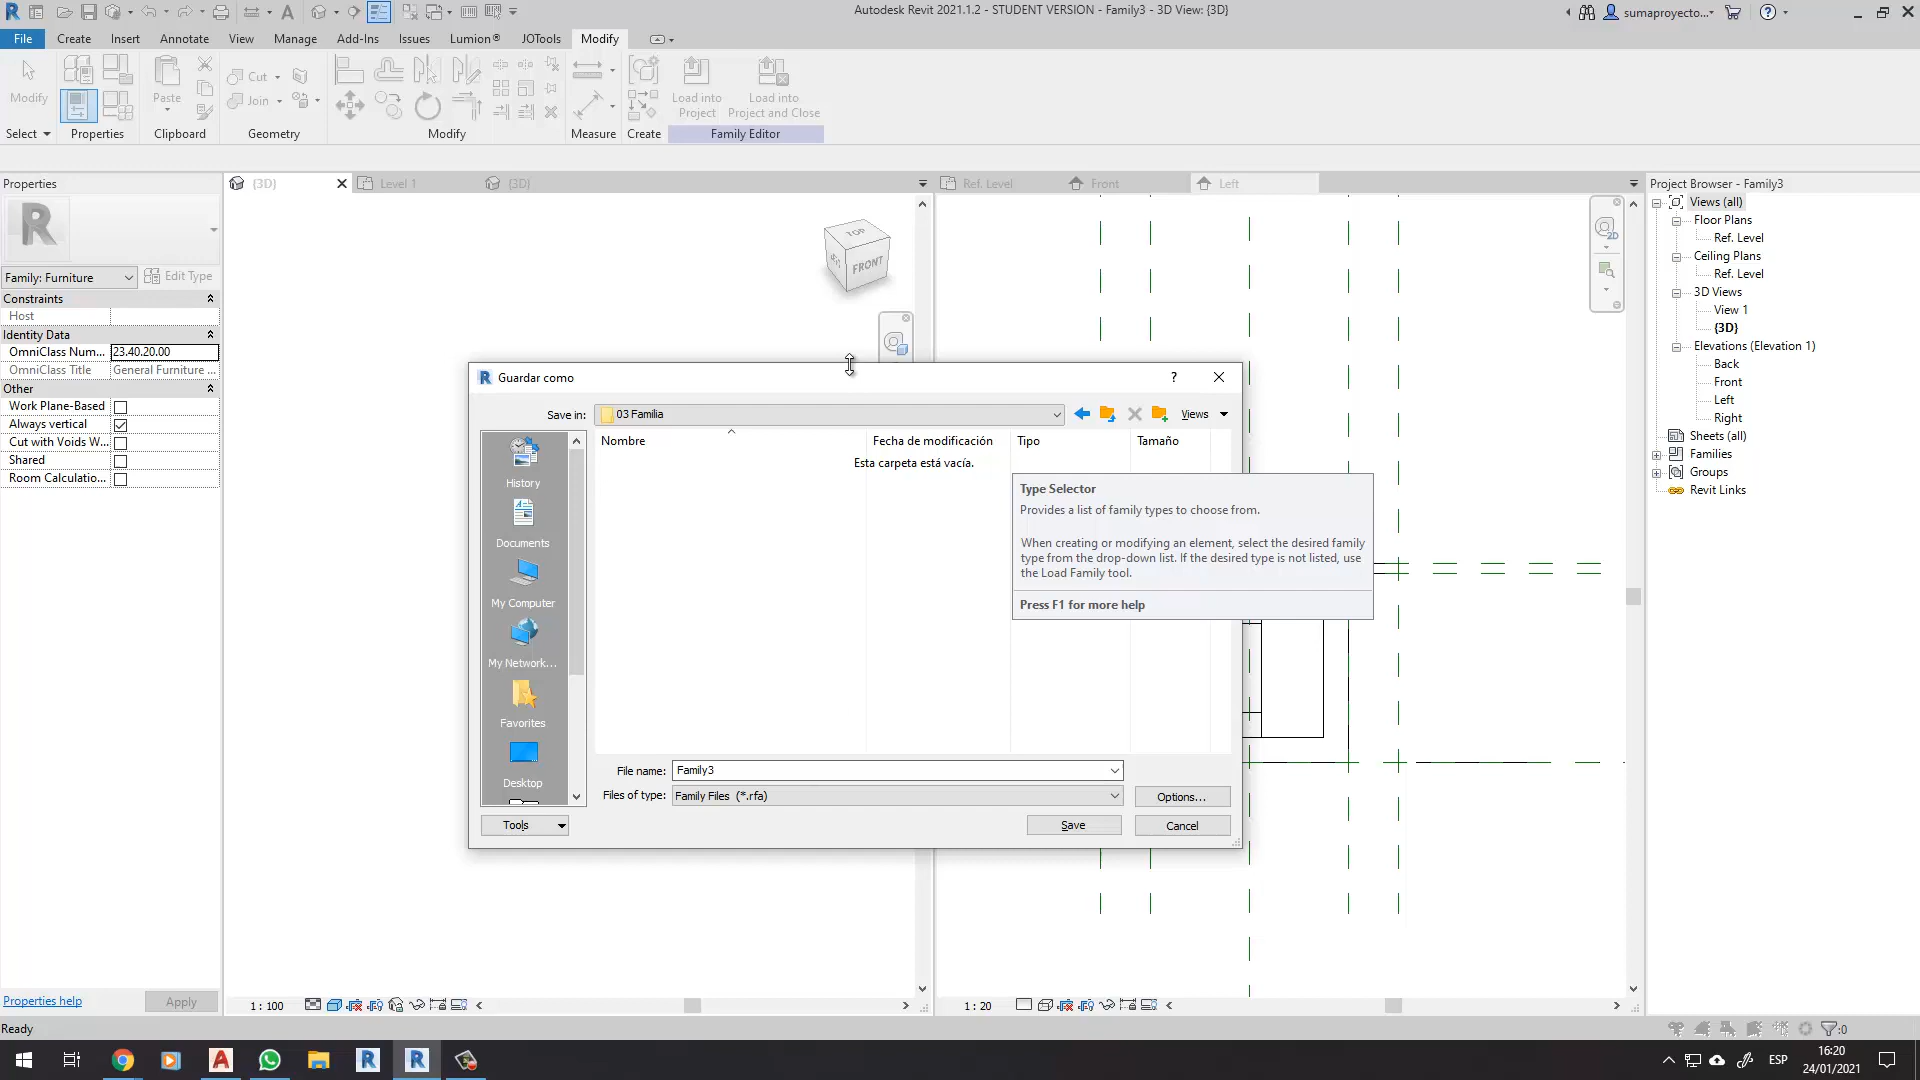 Autodesk Revit 2021.1.2 - STUDENT VERSION - Family3 - 3D View: {3D}
sumaproyecto...
File
Create
Insert
Annotate
View
Manage
Add-Ins
Issues
Lumion®
JOTools
Modify
Modify
Paste
Cut
Join
Load into
Project
Load into
Project and Close
Select
Properties
Clipboard
Geometry
Modify
Measure
Create
Family Editor
Properties
Family: Furniture
Edit Type
Constraints
Host
Identity Data
OmniClass Num... 23.40.20.00
OmniClass Title General Furniture ...
Other
Work Plane-Based
Always vertical
Cut with Voids W...
Shared
Room Calculatio...
Properties help
Apply
{3D}
Level 1
{3D}
Ref. Level
Front
Left
TOP
FRONT
2D
Guardar como
Save in:
03 Familia
Views
Nombre
Fecha de modificación
Tipo
Tamaño
Esta carpeta está vacía.
History
Documents
My Computer
My Network...
Favorites
Desktop
Type Selector
Provides a list of family types to choose from.
When creating or modifying an element, select the desired family
type from the drop-down list. If the desired type is not listed, use
the Load Family tool.
Press F1 for more help
File name:
Family3
Files of type:
Family Files (*.rfa)
Options...
Tools
Save
Cancel
Project Browser - Family3
Views (all)
Floor Plans
Ref. Level
Ceiling Plans
Ref. Level
3D Views
View 1
{3D}
Elevations (Elevation 1)
Back
Front
Left
Right
Sheets (all)
Families
Groups
Revit Links
1 : 100
1 : 20
Ready
:0
ESP
16:20
24/01/2021